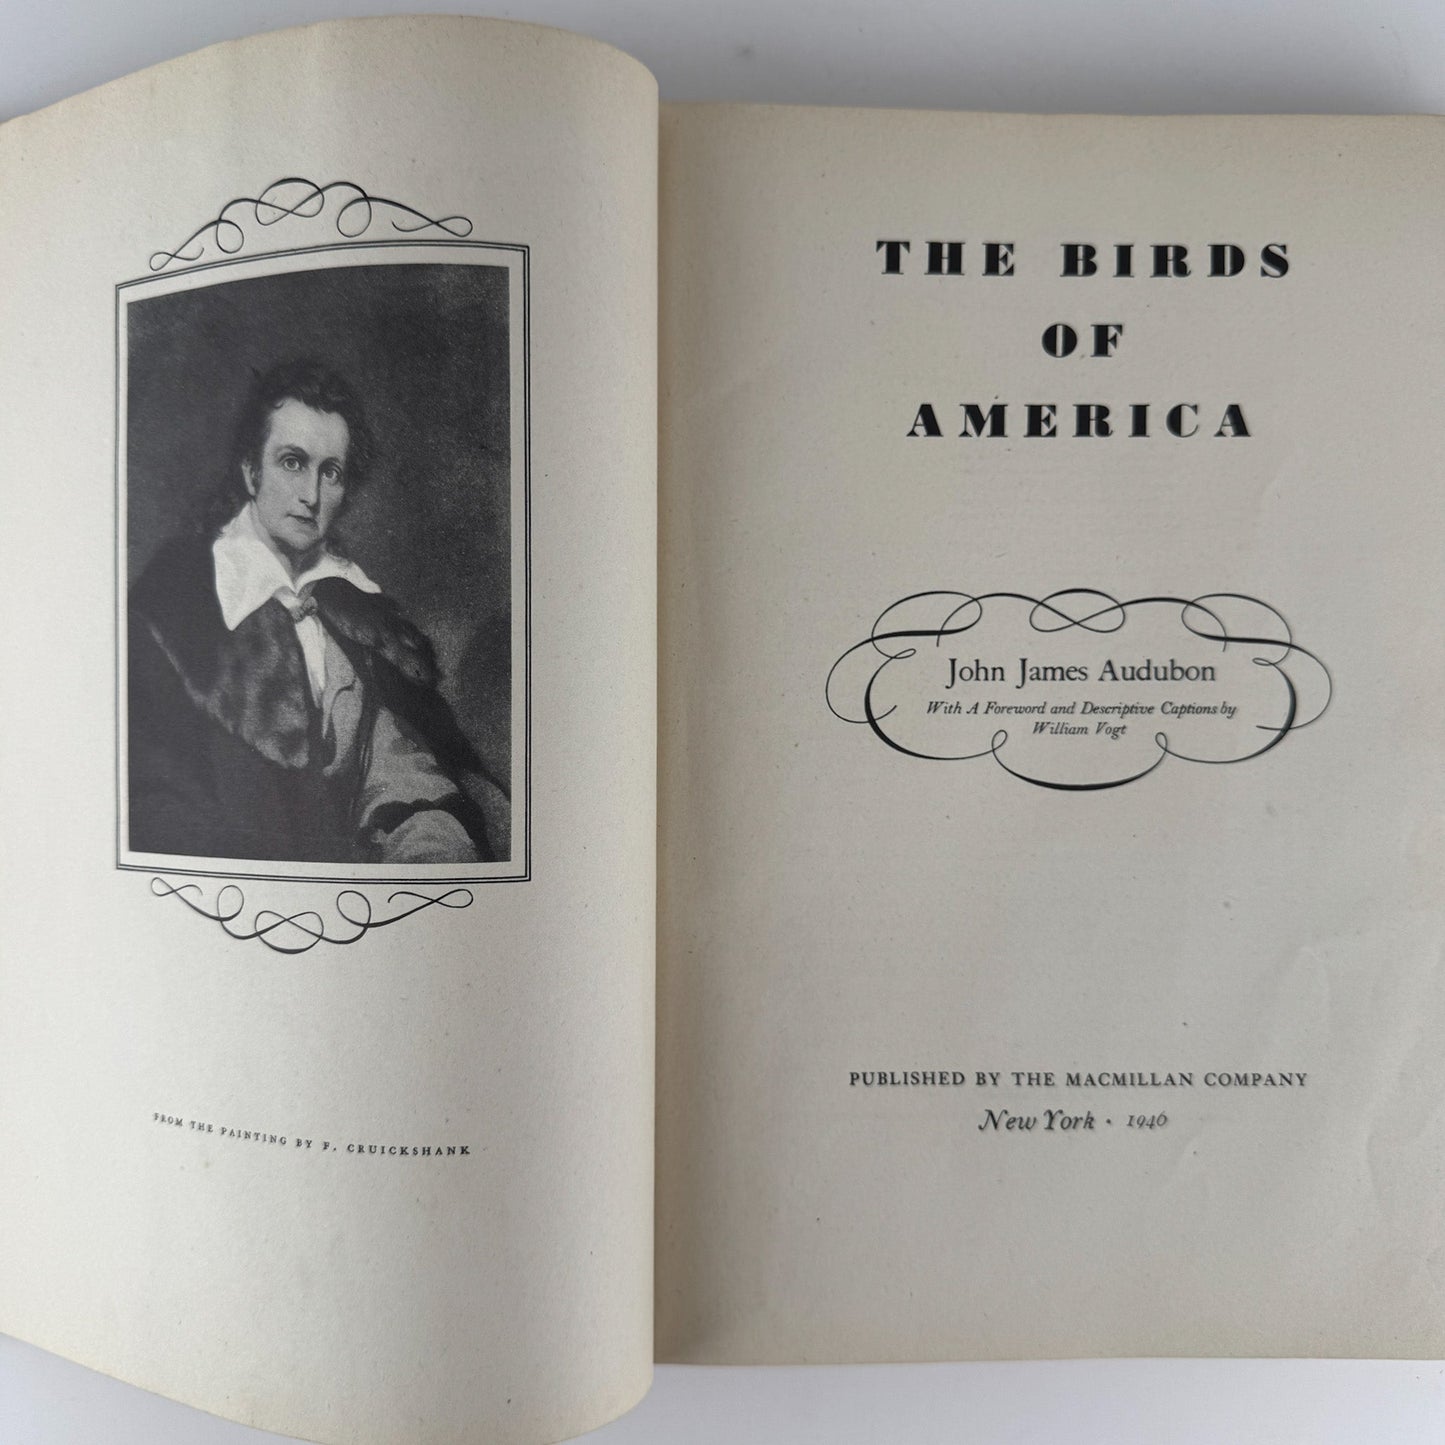 FROM THE PAINTING BY F. CRUICKSHANK
THE BIRDS
OF
AMERICA
John James Audubon
With A Foreword and Descriptive Captions by
William Vogt
PUBLISHED BY THE MACMILLAN COMPANY
New York · 1946